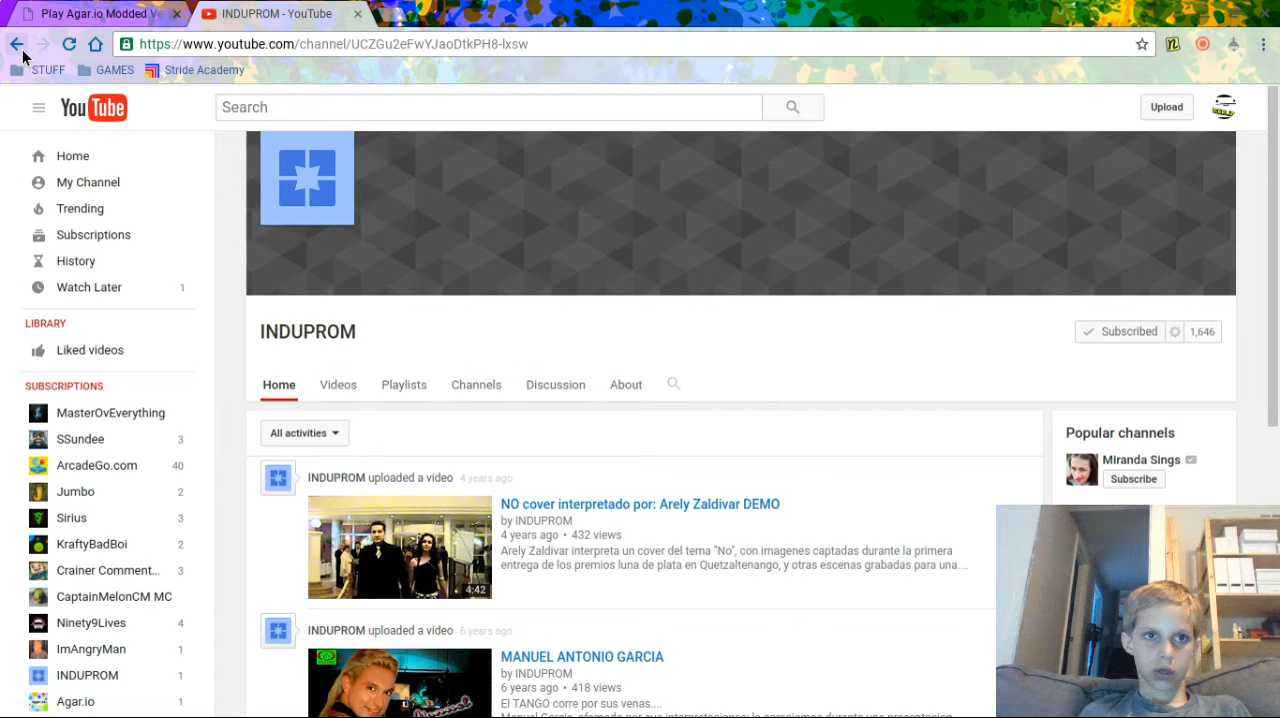 Play Agar.io Modded Ve
INDUPROM - YouTube
https://www.youtube.com/channel/UCZGu2eFwYJaoDtkPH8-lxsw
STUFF
GAMES
Stride Academy
YouTube
Search
Upload
Home
My Channel
Trending
Subscriptions
History
Watch Later 1
LIBRARY
Liked videos
SUBSCRIPTIONS
MasterOvEverything
SSundee 3
ArcadeGo.com 40
Jumbo 2
Sirius 3
KraftyBadBoi 2
Crainer Comment... 3
CaptainMelonCM MC
Ninety9Lives 4
ImAngryMan 1
INDUPROM 1
Agar.io 1
INDUPROM
Subscribed 1,646
Home Videos Playlists Channels Discussion About
All activities
INDUPROM uploaded a video 4 years ago
NO cover interpretado por: Arely Zaldivar DEMO
by INDUPROM
4 years ago • 432 views
Arely Zaldivar interpreta un cover del tema "No", con imagenes captadas durante la primera
entrega de los premios luna de plata en Quetzaltenango, y otras escenas grabadas para una...
4:42
INDUPROM uploaded a video 6 years ago
MANUEL ANTONIO GARCIA
by INDUPROM
6 years ago • 418 views
El TANGO corre por sus venas....
Popular channels
Miranda Sings
Subscribe